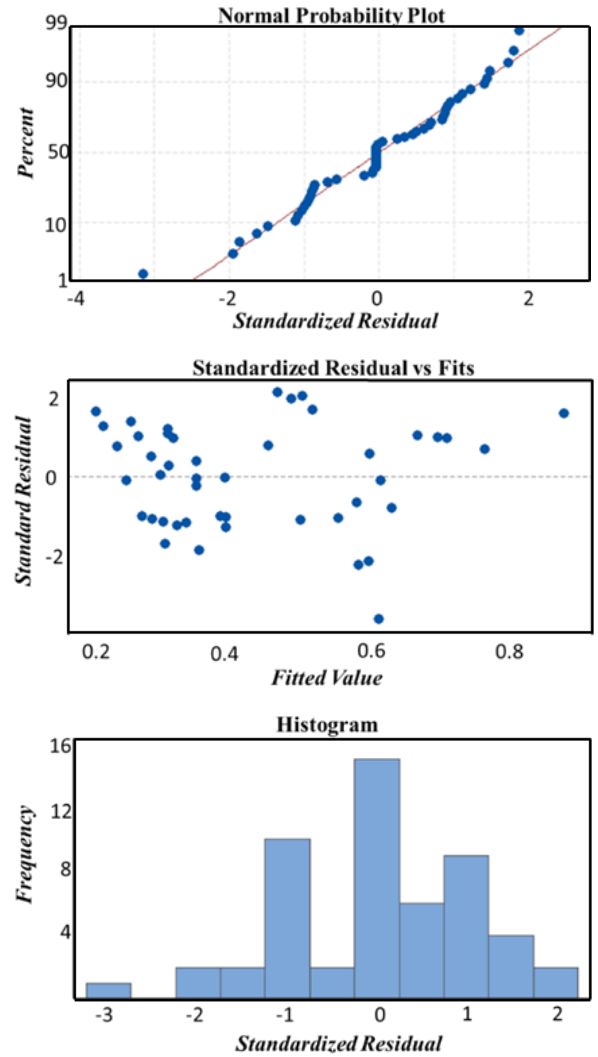 Normal Probability Plot
99
90
50
10
1
Percent
-4
-2
0
2
Standardized Residual
Standardized Residual vs Fits
2
0
-2
Standard Residual
0.2
0.4
0.6
0.8
Fitted Value
Histogram
16
12
8
4
Frequency
-3
-2
-1
0
1
2
Standardized Residual